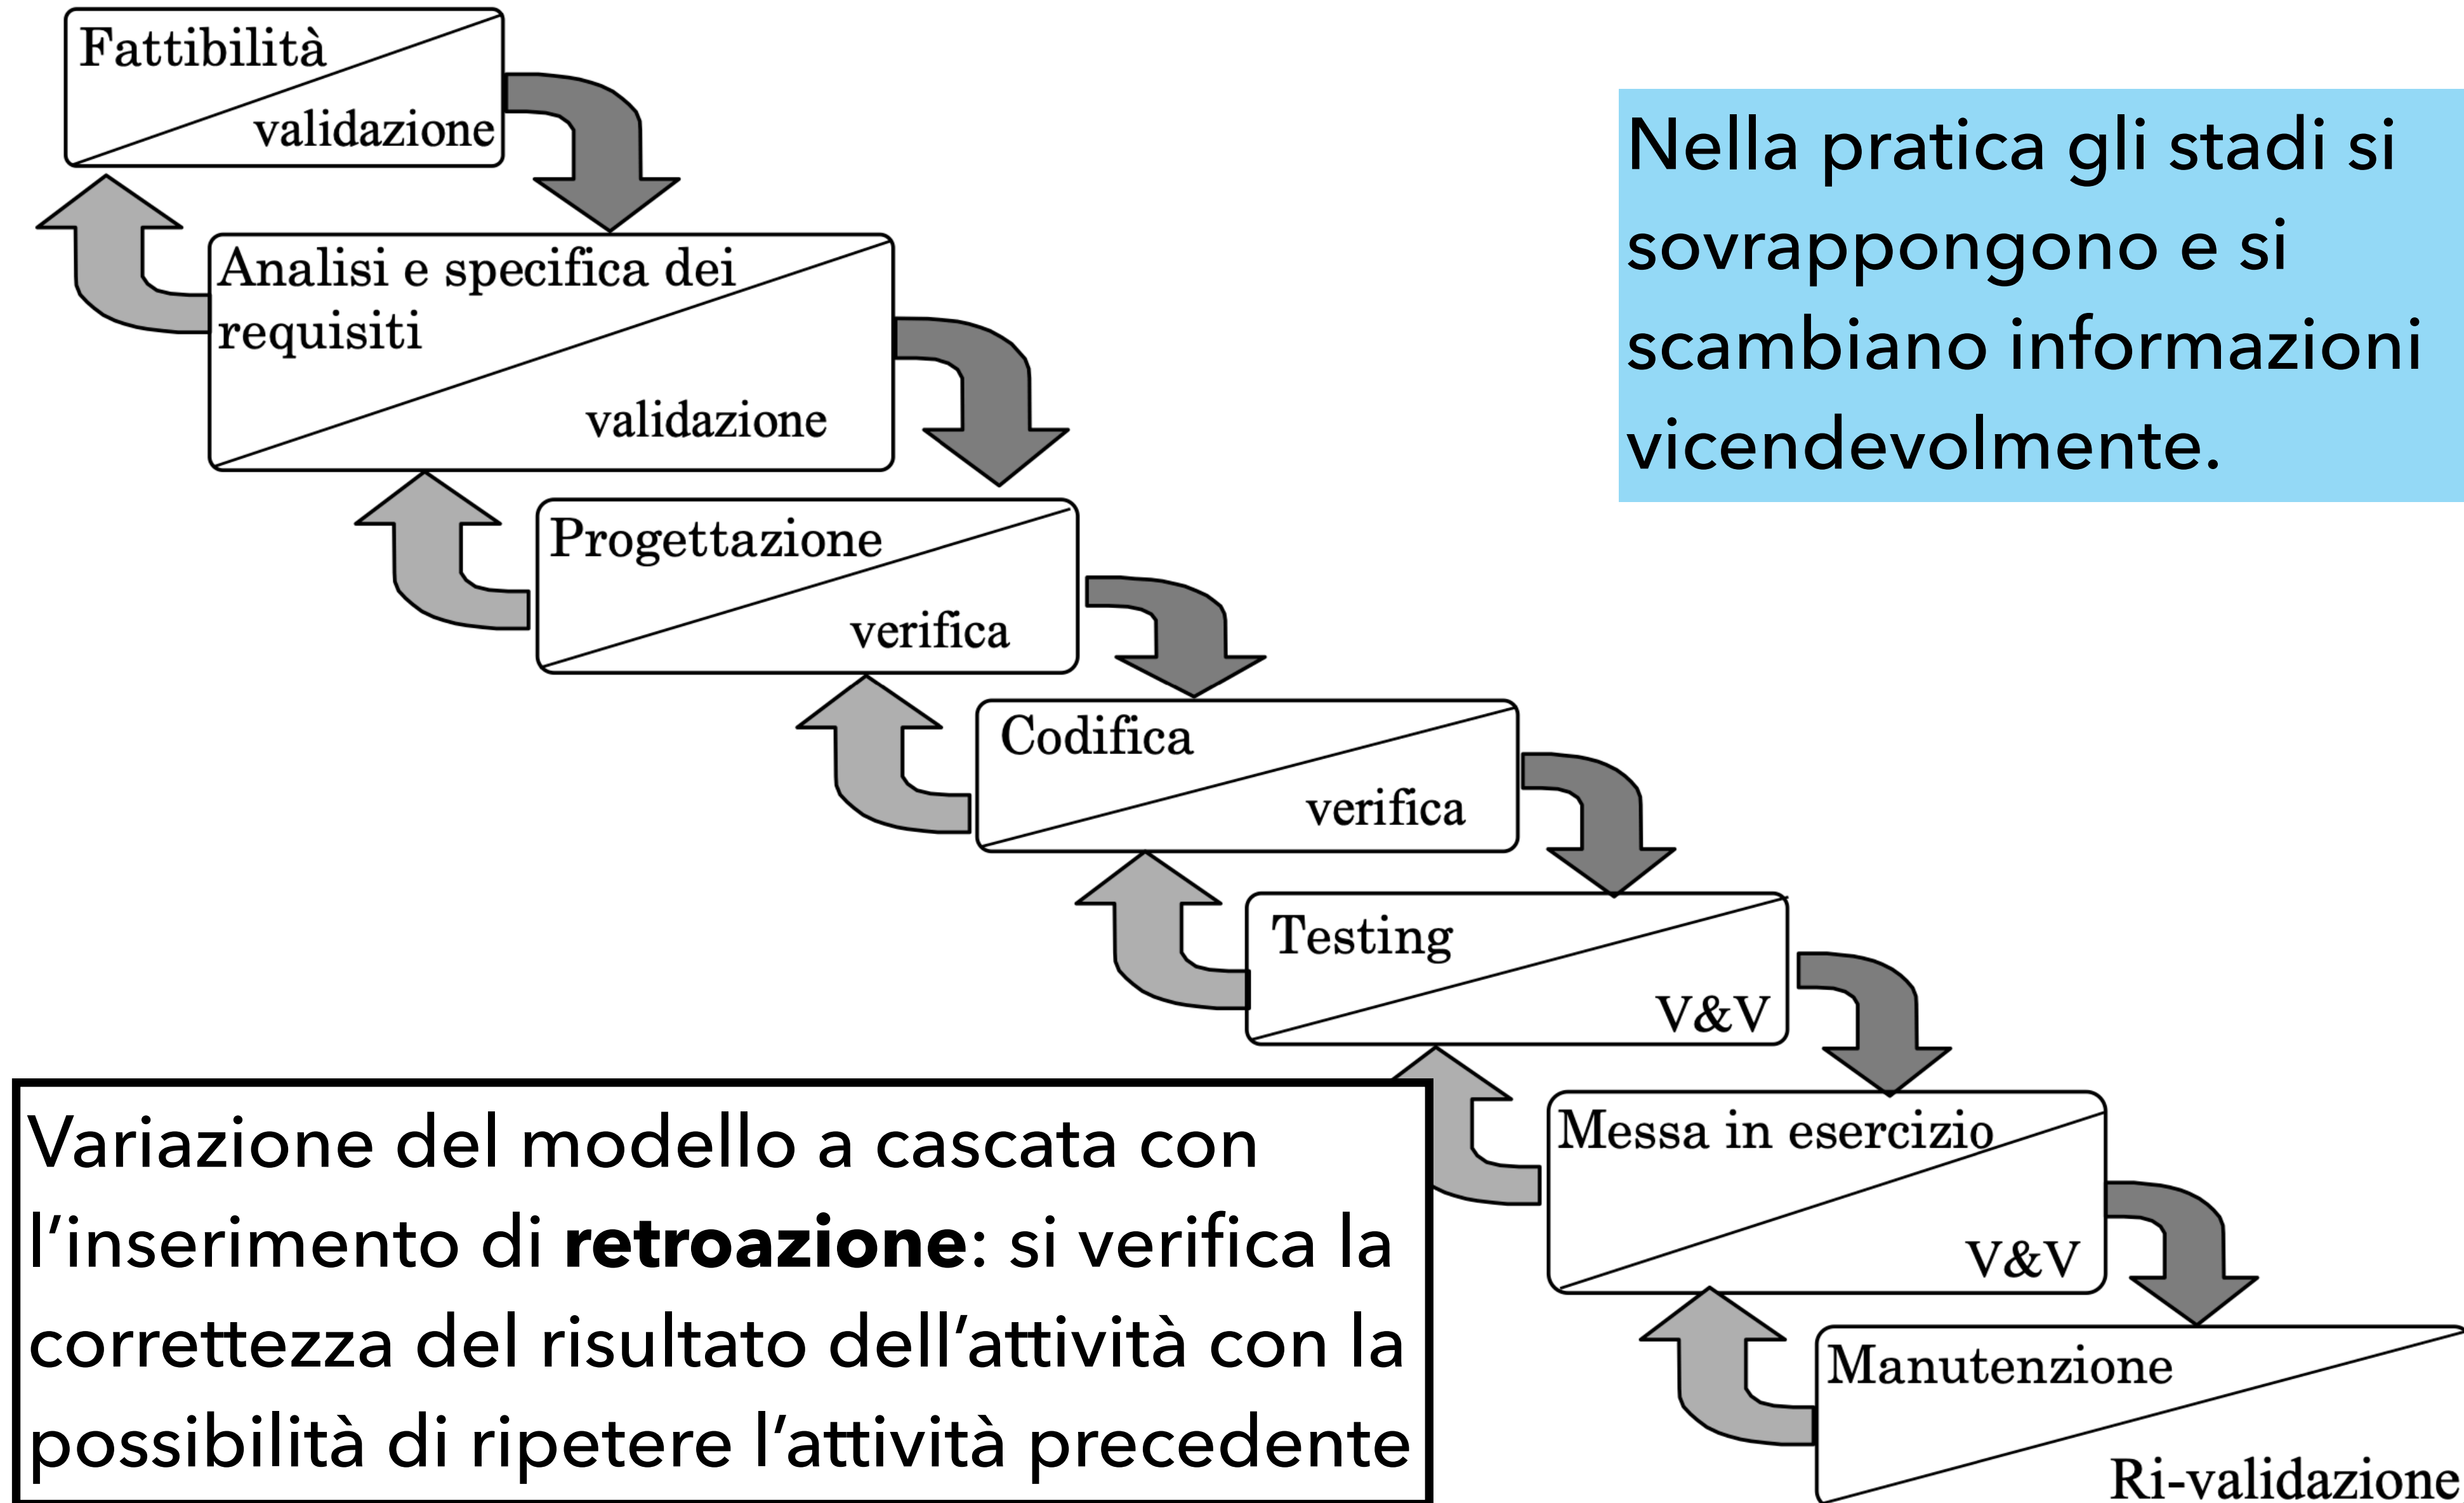 Fattibilità
validazione
Nella pratica gli stadi si
sovrappongono e si
scambiano informazioni
vicendevolmente.
Analisi e specifica dei
requisiti
validazione
Progettazione
verifica
Codifica
verifica
Testing
V&V
Messa in esercizio
V&V
Variazione del modello a cascata con
l’inserimento di retroazione: si verifica la
correttezza del risultato dell’attività con la
possibilità di ripetere l’attività precedente
Manutenzione
Ri-validazione